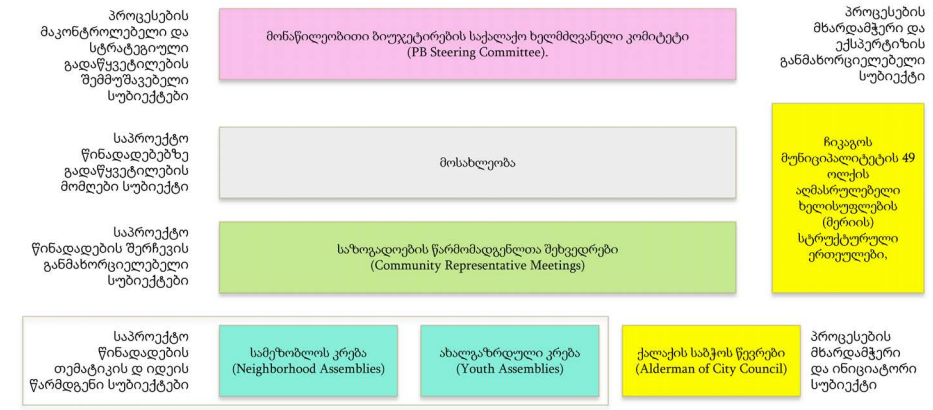 პროცესების
მაკონტროლებელი და
სტრატეგიული
გადაწყვეტილების
შემმუშავებელი
სუბიექტები
მონაწილეობითი ბიუჯეტირების საქალაქო ხელმძღვანელი კომიტეტი
(PB Steering Committee).
პროცესების
მხარდამჭერი და
ექსპერტიზის
განმახორციელებელი
სუბიექტი
საპროექტო
წინადადებებზე
გადაწყვეტილების
მომღები სუბიექტი
მოსახლეობა
ჩიკაგოს
მუნიციპალიტეტის 49
ოლქის
აღმასრულებელი
ხელისუფლების
(მერიის)
სტრუქტურული
ერთეულები,
საპროექტო
წინადადების შერჩევის
განმახორციელებელი
სუბიექტები
საზოგადოების წარმომადგენლთა შეხვედრები
(Community Representative Meetings)
საპროექტო
წინადადების
თემატიკის დ იდეის
წარმდგენი სუბიექტები
სამეზობლოს კრება
(Neighborhood Assemblies)
ახალგაზრდული კრება
(Youth Assemblies)
ქალაქის საბჭოს წევრები
(Alderman of City Council)
პროცესების
მხარდამჭერი
და ინიციატორი
სუბიექტი